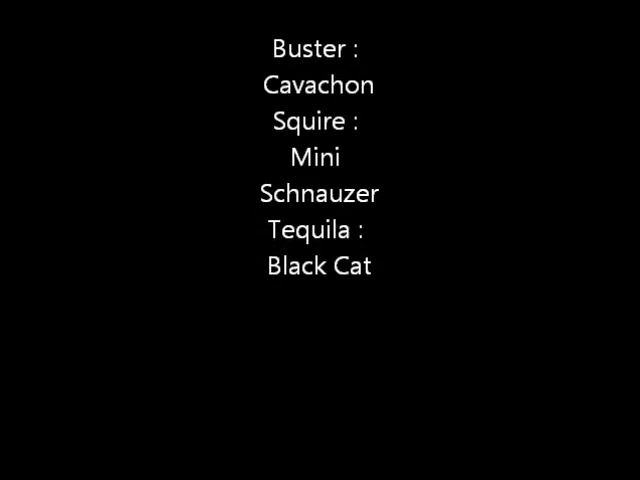 Buster :
Cavachon
Squire :
Mini
Schnauzer
Tequila :
Black Cat